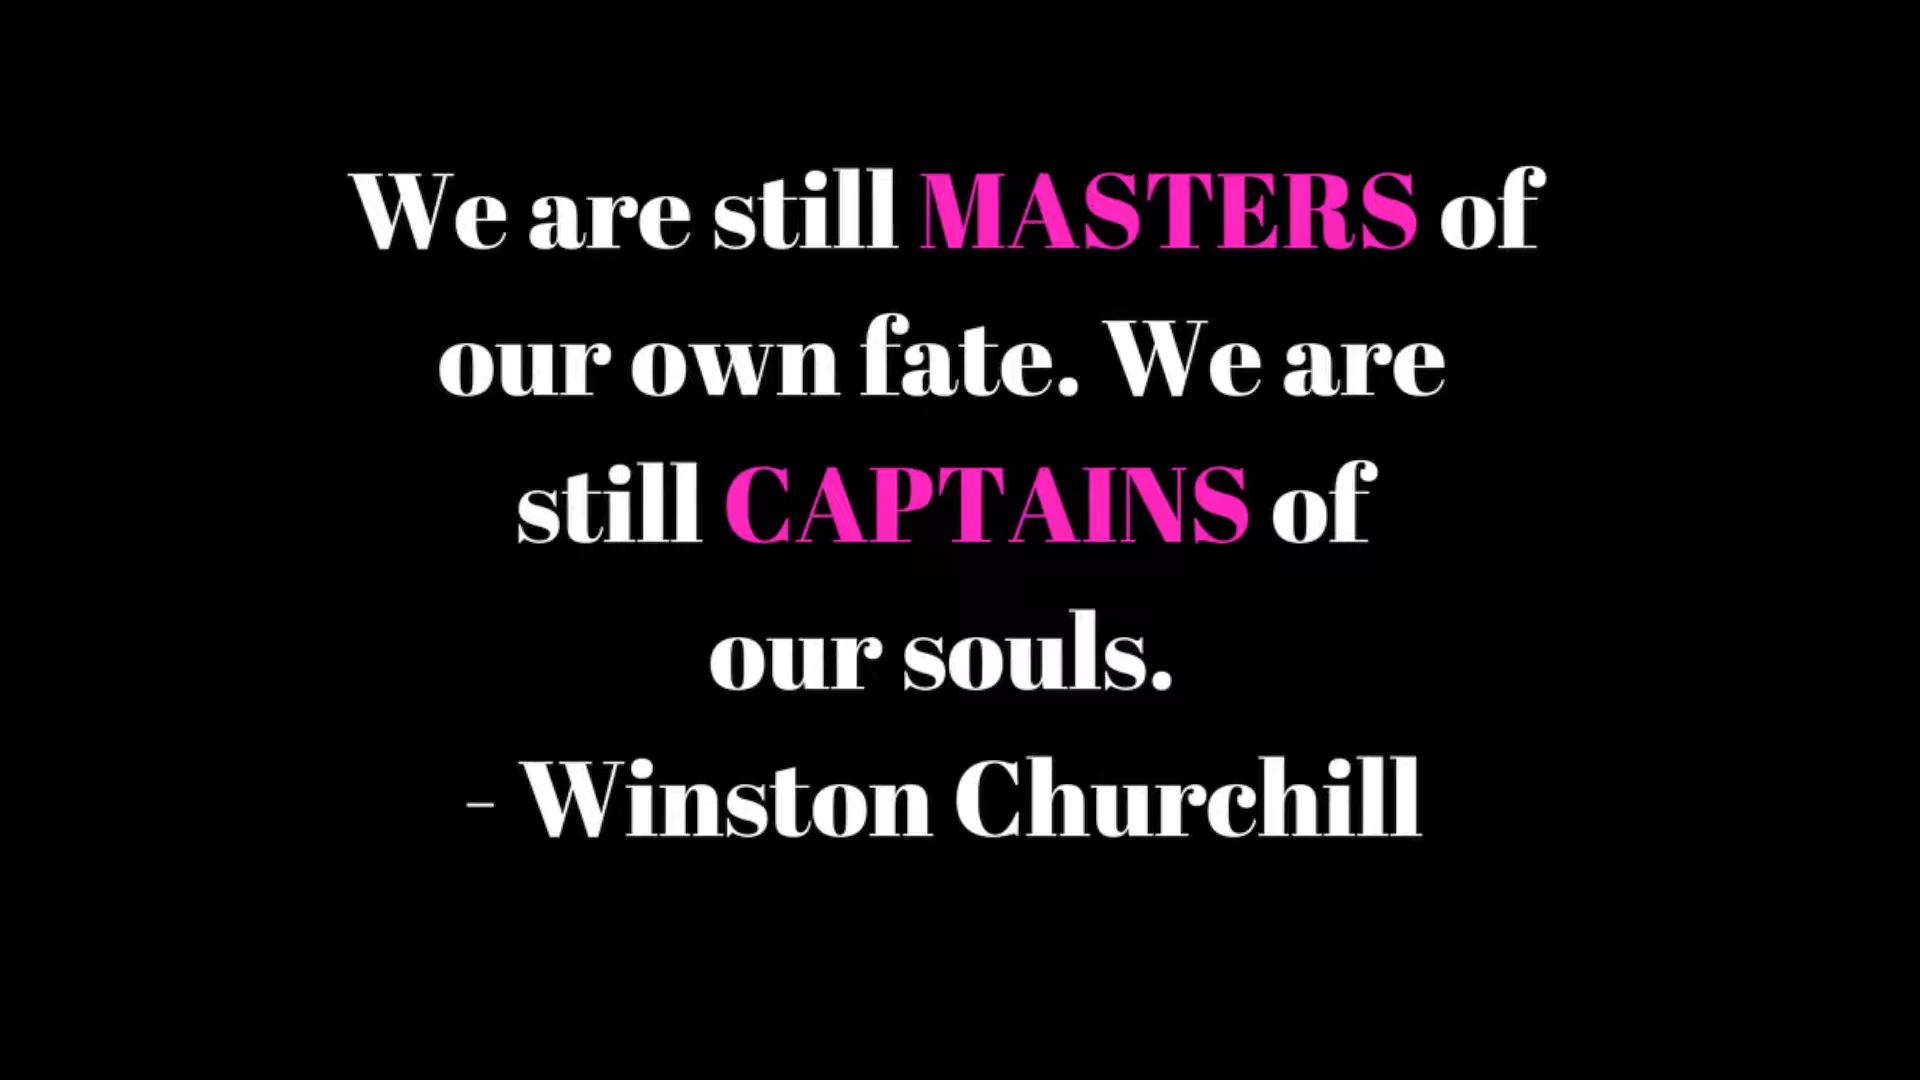 We are still MASTERS of
our own fate. We are
still CAPTAINS of
our souls.
- Winston Churchill